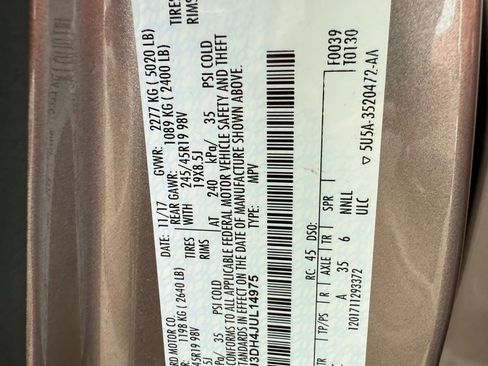 RD MOTOR CO.
DATE: 11/17 GVWR: 2277 KG ( 5020 LB)
1198 KG (2640 LB) REAR GAWR: 1089 KG ( 2400 LB)
45R19 98V TIRES WITH 245/45R19 98V TIRES
RIMS 19X8.5J RIMS
/ 35 PSI COLD AT 240 kPa/ 35 PSI COLD
CONFORMS TO ALL APPLICABLE FEDERAL MOTOR VEHICLE SAFETY AND THEFT
STANDARDS IN EFFECT ON THE DATE OF MANUFACTURE SHOWN ABOVE.
3DH4JUL14975 TYPE: MPV
F0039
T0130
RC: 45 DSO:
TR TP/PS R AXLE TR SPR
A 35 6 NNLL
1201711293372 ULC
▽ 5U5A-3520472-AA